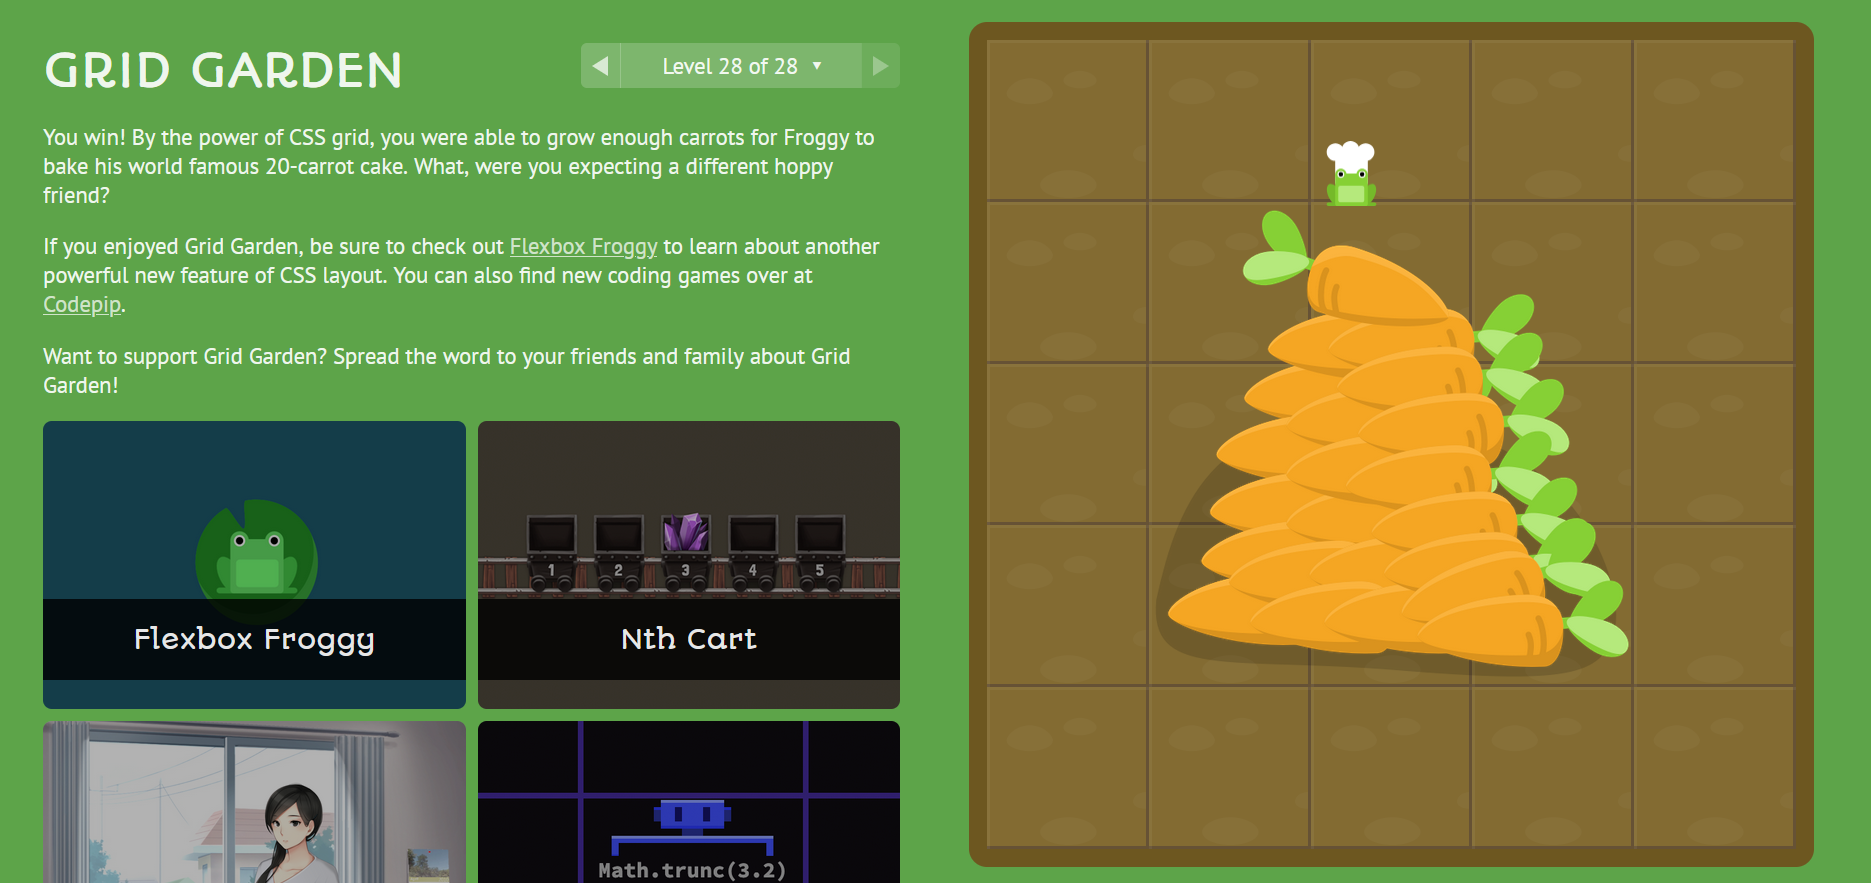 GRID GARDEN
Level 28 of 28
You win! By the power of CSS grid, you were able to grow enough carrots for Froggy to
bake his world famous 20-carrot cake. What, were you expecting a different hoppy
friend?
If you enjoyed Grid Garden, be sure to check out Flexbox Froggy to learn about another
powerful new feature of CSS layout. You can also find new coding games over at
Codepip.
Want to support Grid Garden? Spread the word to your friends and family about Grid
Garden!
1 2 3 4 5
Flexbox Froggy
Nth Cart
Math.trunc(3.2)